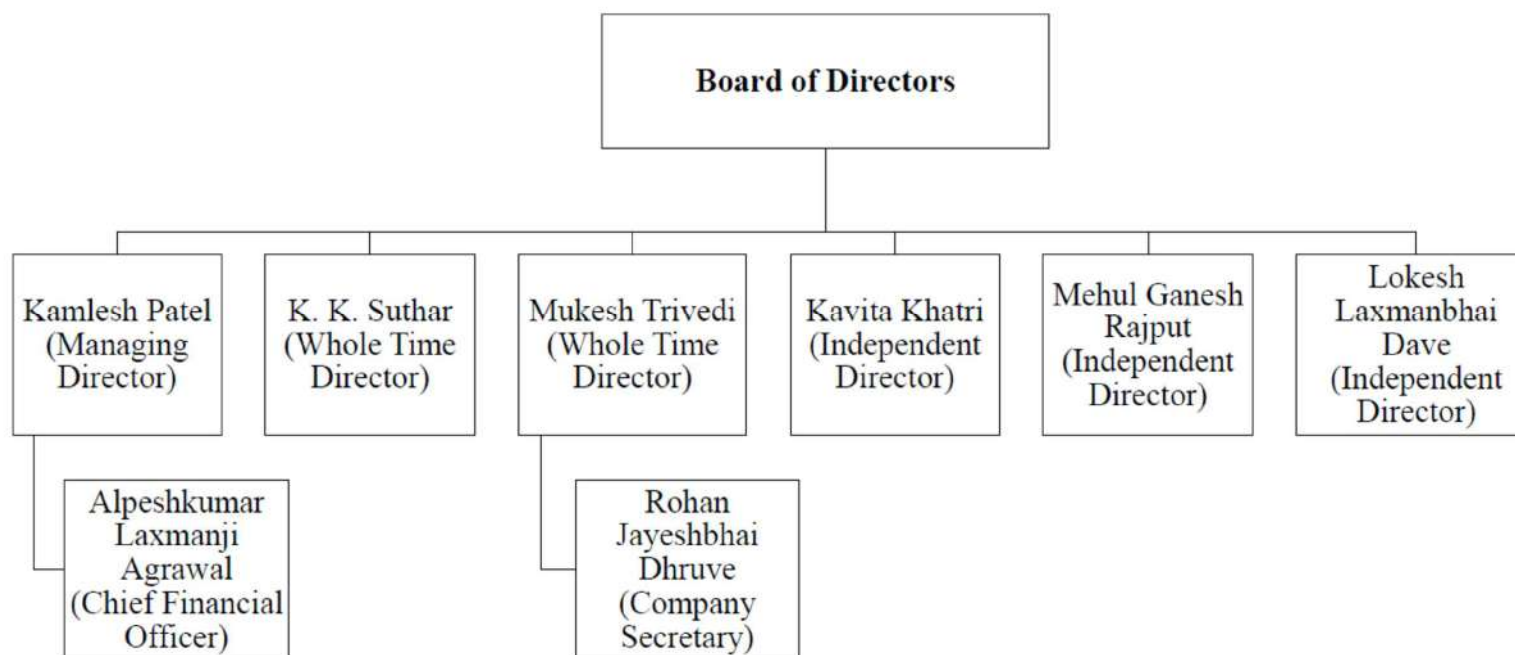 Board of Directors
Kamlesh Patel
(Managing
Director)
K. K. Suthar
(Whole Time
Director)
Mukesh Trivedi
(Whole Time
Director)
Kavita Khatri
(Independent
Director)
Mehul Ganesh
Rajput
(Independent
Director)
Lokesh
Laxmanbhai
Dave
(Independent
Director)
Alpeshkumar
Laxmanji
Agrawal
(Chief Financial
Officer)
Rohan
Jayeshbhai
Dhruve
(Company
Secretary)